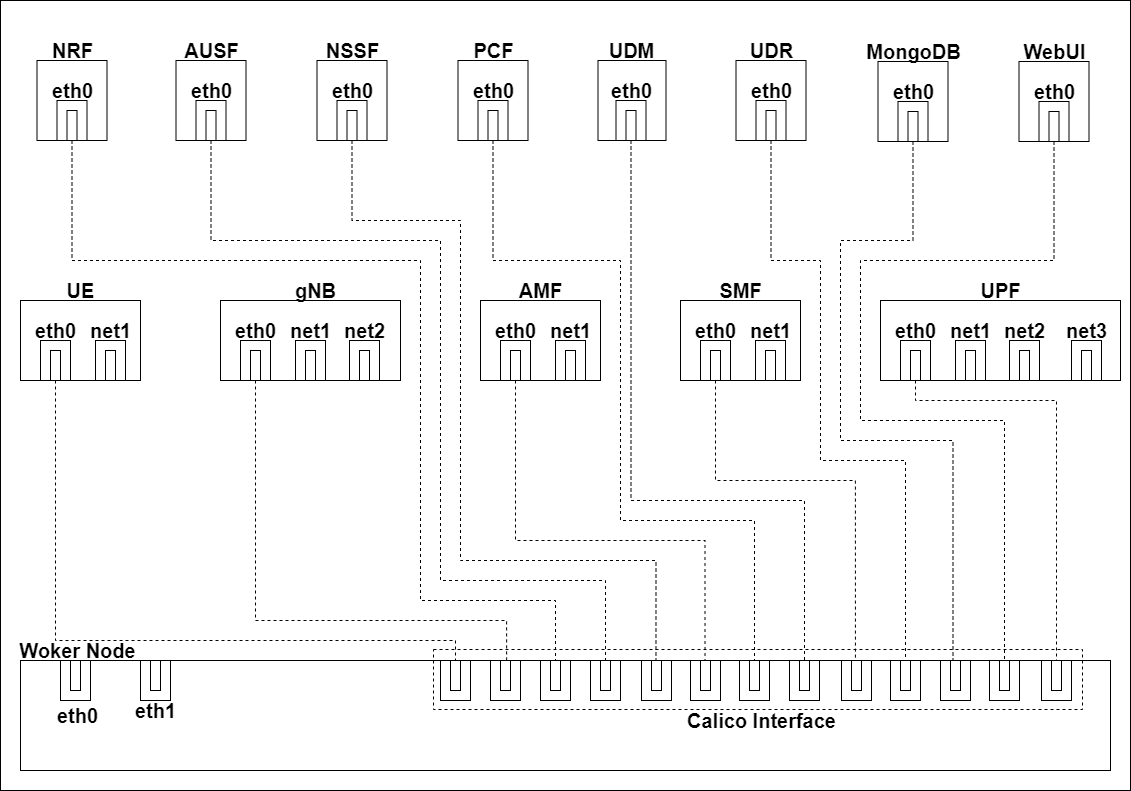 NRF AUSF NSSF PCF UDM UDR MongoDB WebUI
eth0 eth0 eth0 eth0 eth0 eth0 eth0 eth0
UE gNB AMF SMF UPF
eth0 net1 eth0 net1 net2 eth0 net1 eth0 net1 eth0 net1 net2 net3
Woker Node
eth0 eth1
Calico Interface